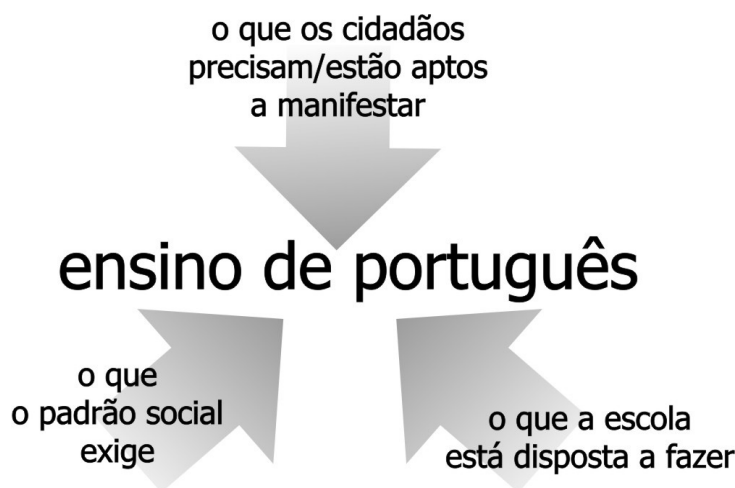 o que os cidadãos
precisam/estão aptos
a manifestar
ensino de português
o que
o padrão social
exige
o que a escola
está disposta a fazer